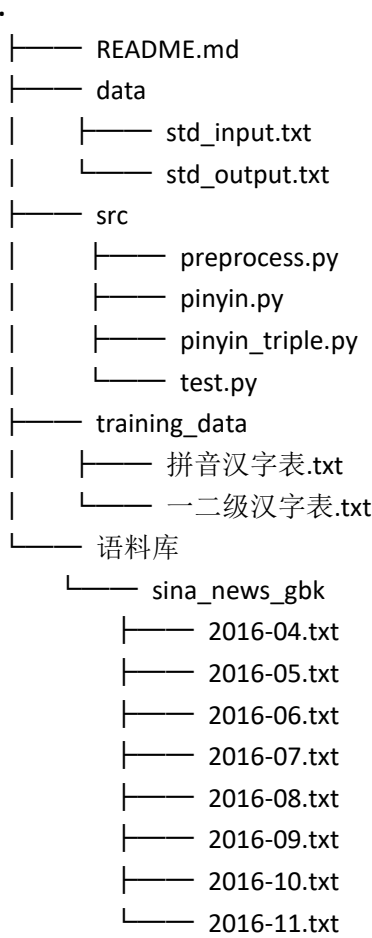 .
├── README.md
├── data
│   ├── std_input.txt
│   └── std_output.txt
├── src
│   ├── preprocess.py
│   ├── pinyin.py
│   ├── pinyin_triple.py
│   └── test.py
├── training_data
│   ├── 拼音汉字表.txt
│   └── 一二级汉字表.txt
└── 语料库
    └── sina_news_gbk
        ├── 2016-04.txt
        ├── 2016-05.txt
        ├── 2016-06.txt
        ├── 2016-07.txt
        ├── 2016-08.txt
        ├── 2016-09.txt
        ├── 2016-10.txt
        └── 2016-11.txt